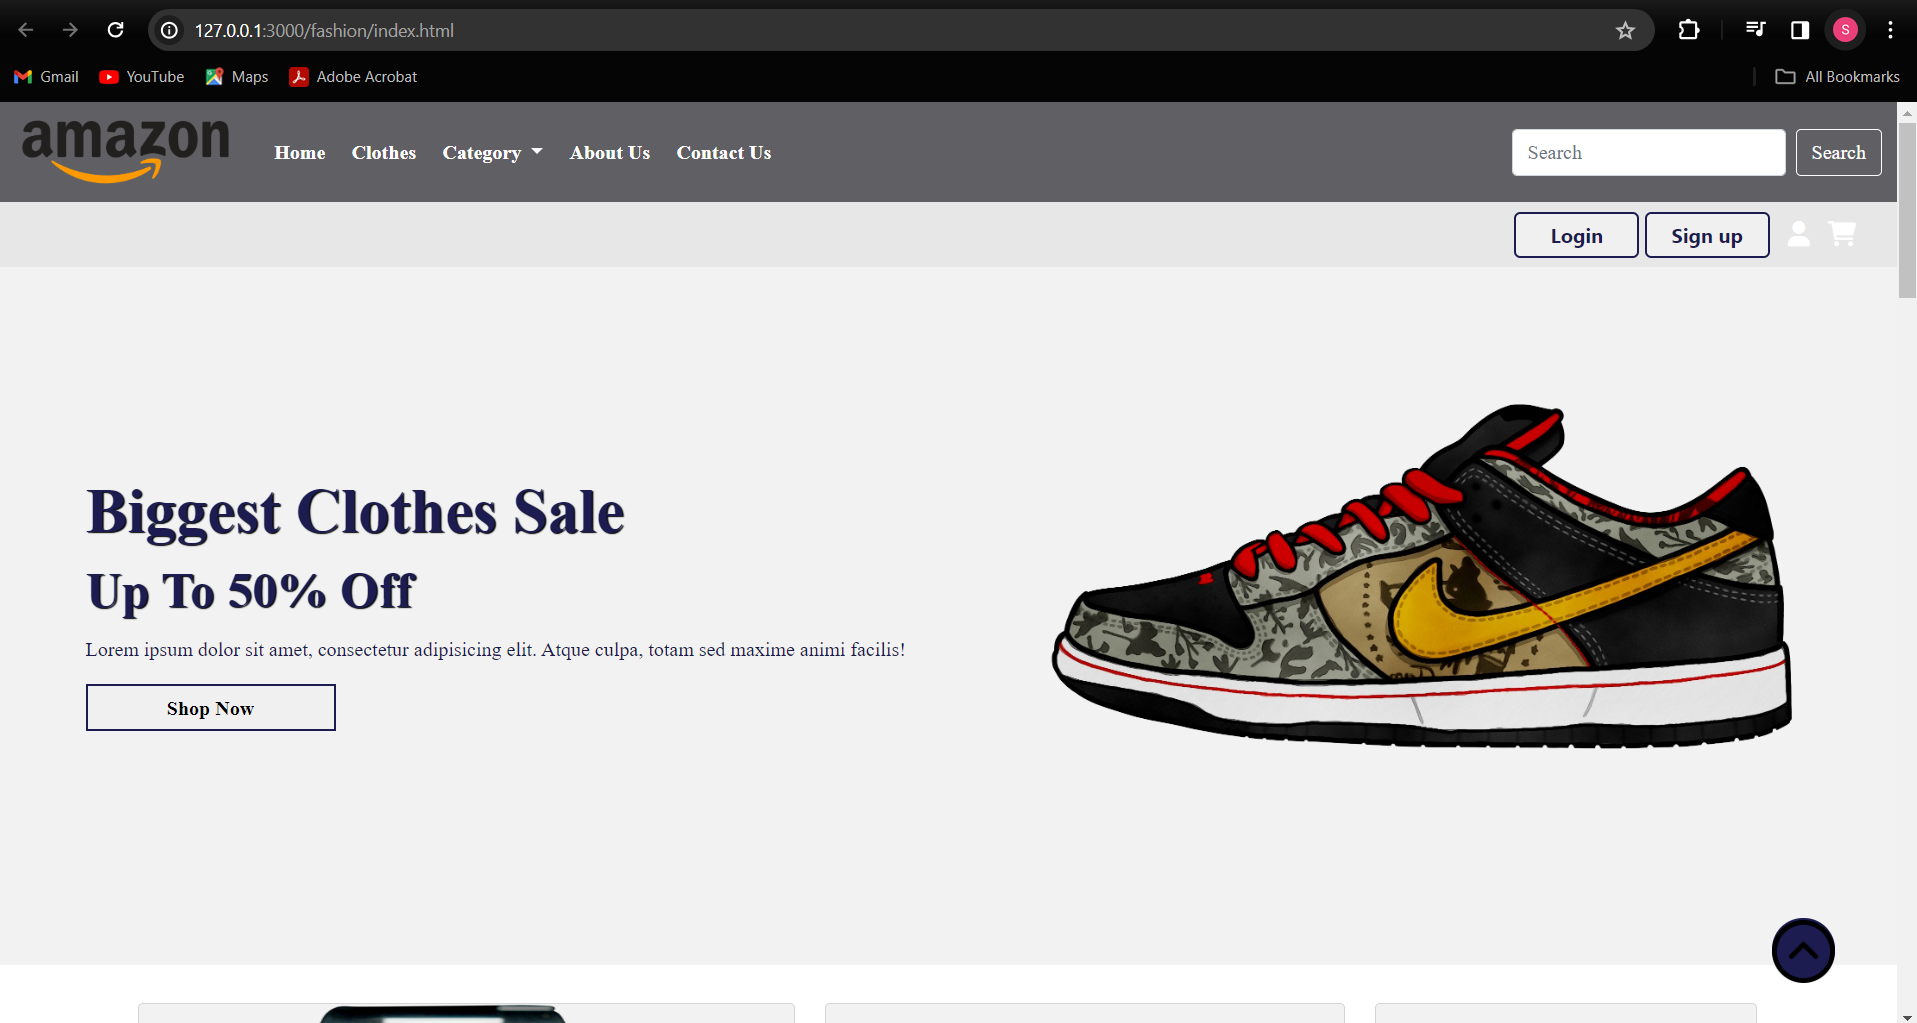 127.0.0.1:3000/fashion/index.html
S
Gmail YouTube Maps Adobe Acrobat All Bookmarks
amazon Home Clothes Category About Us Contact Us Search Search
Login Sign up
Biggest Clothes Sale
Up To 50% Off
Lorem ipsum dolor sit amet, consectetur adipisicing elit. Atque culpa, totam sed maxime animi facilis!
Shop Now